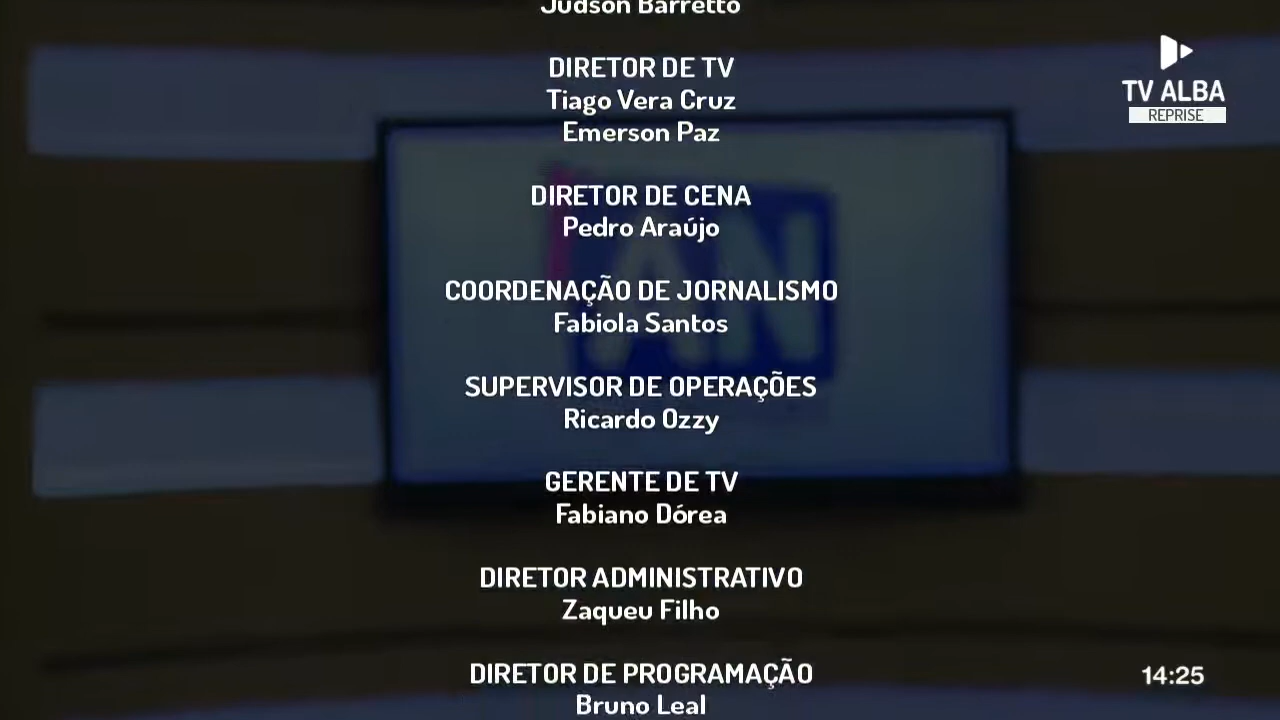 Judson Barretto
DIRETOR DE TV
Tiago Vera Cruz
Emerson Paz
DIRETOR DE CENA
Pedro Araújo
COORDENAÇÃO DE JORNALISMO
Fabiola Santos
SUPERVISOR DE OPERAÇÕES
Ricardo Ozzy
GERENTE DE TV
Fabiano Dórea
DIRETOR ADMINISTRATIVO
Zaqueu Filho
DIRETOR DE PROGRAMAÇÃO
Bruno Leal
TV ALBA
REPRISE
14:25
AN